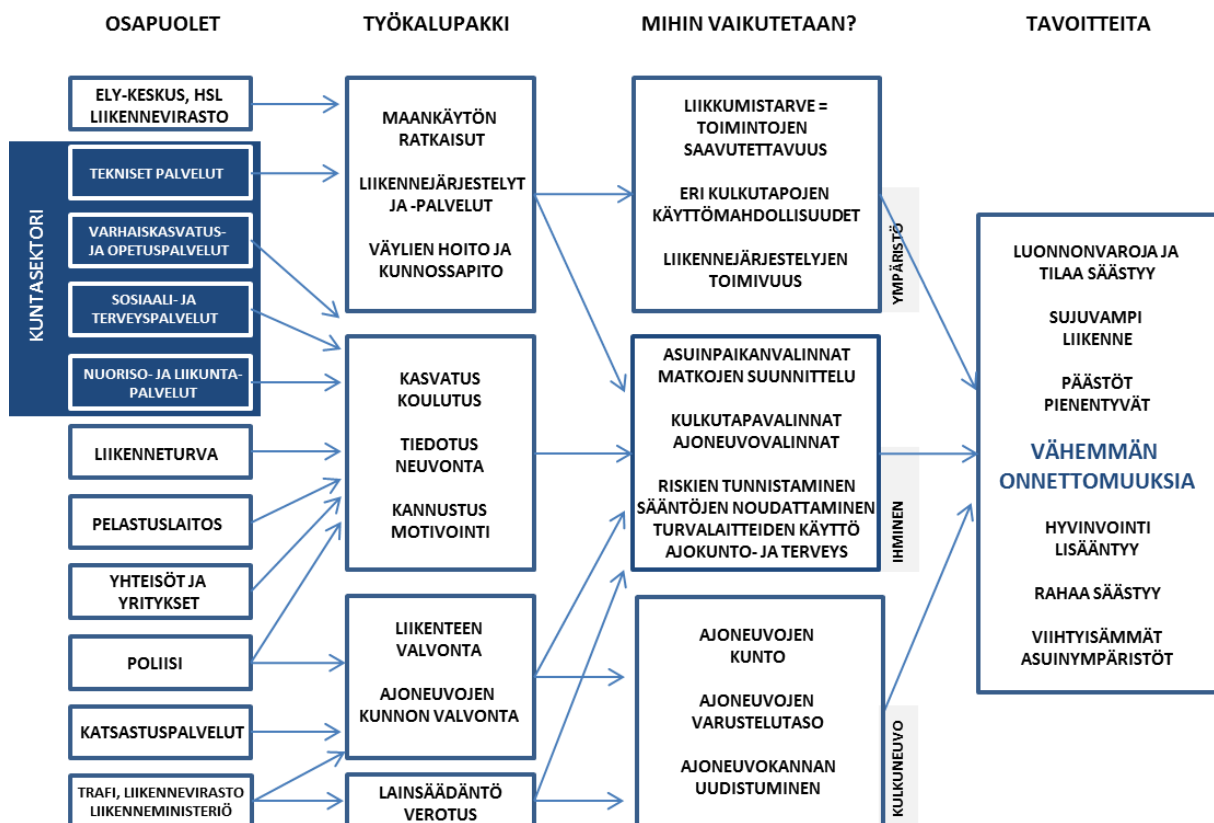 OSAPUOLET
TYÖKALUPAKKI
MIHIN VAIKUTETAAN?
TAVOITTEITA
KUNTASEKTORI
ELY-KESKUS, HSL
LIIKENNEVIRASTO
TEKNISET PALVELUT
VARHAISKASVATUS-
JA OPETUSPALVELUT
SOSIAALI- JA
TERVEYSPALVELUT
NUORISO- JA LIIKUNTA-
PALVELUT
LIIKENNETURVA
PELASTUSLAITOS
YHTEISÖT JA
YRITYKSET
POLIISI
KATSASTUSPALVELUT
TRAFI, LIIKENNEVIRASTO
LIIKENNEMINISTERIÖ
MAANKÄYTÖN
RATKAISUT
LIIKENNEJÄRJESTELYT
JA -PALVELUT
VÄYLIEN HOITO JA
KUNNOSSAPITO
KASVATUS
KOULUTUS
TIEDOTUS
NEUVONTA
KANNUSTUS
MOTIVOINTI
LIIKENTEEN
VALVONTA
AJONEUVOJEN
KUNNON VALVONTA
LAINSÄÄDÄNTÖ
VEROTUS
LIIKKUMISTARVE =
TOIMINTOJEN
SAAVUTETTAVUUS
ERI KULKUTAPOJEN
KÄYTTÖMAHDOLLISUUDET
LIIKENNEJÄRJESTELYJEN
TOIMIVUUS
YMPÄRISTÖ
ASUINPAIKANVALINNAT
MATKOJEN SUUNNITTELU
KULKUTAPAVALINNAT
AJONEUVOVALINNAT
RISKIEN TUNNISTAMINEN
SÄÄNTÖJEN NOUDATTAMINEN
TURVALAITTEIDEN KÄYTTÖ
AJOKUNTO- JA TERVEYS
IHMINEN
AJONEUVOJEN
KUNTO
AJONEUVOJEN
VARUSTELUTASO
AJONEUVOKANNAN
UUDISTUMINEN
KULKUNEUVO
LUONNONVAROJA JA
TILAA SÄÄSTYY
SUJUVAMPI
LIIKENNE
PÄÄSTÖT
PIENENTYVÄT
VÄHEMMÄN
ONNETTOMUUKSIA
HYVINVOINTI
LISÄÄNTYY
RAHAA SÄÄSTYY
VIIHTYISÄMMÄT
ASUINYMPÄRISTÖT